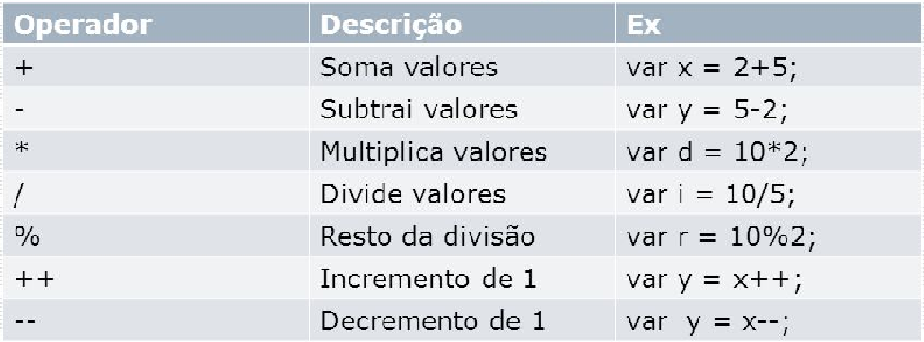 Operador Descrição Ex
+ Soma valores var x = 2+5;
- Subtrai valores var y = 5-2;
* Multiplica valores var d = 10*2;
/ Divide valores var i = 10/5;
% Resto da divisão var r = 10%2;
++ Incremento de 1 var y = x++;
-- Decremento de 1 var  y = x--;